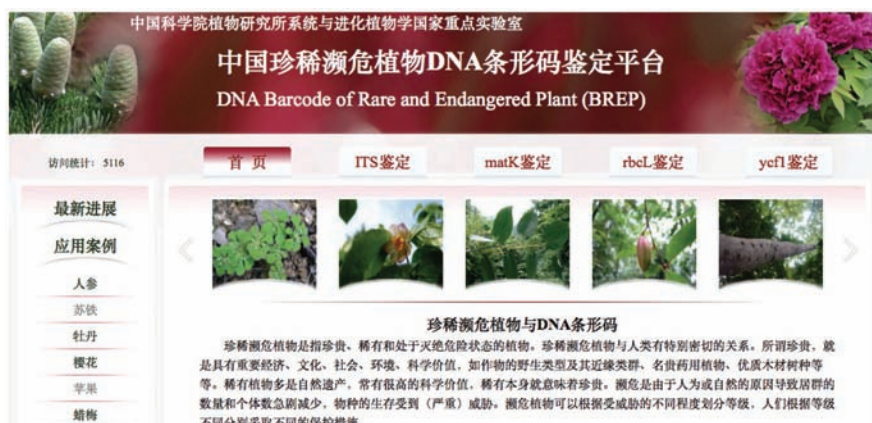 中国科学院植物研究所系统与进化植物学国家重点实验室
中国珍稀濒危植物DNA条形码鉴定平台
DNA Barcode of Rare and Endangered Plant (BREP)
访问统计： 5116
首 页 ITS鉴定 matK鉴定 rbcL鉴定 ycf1鉴定
最新进展
应用案例
人参
苏铁
牡丹
樱花
苹果
蜡梅
珍稀濒危植物与DNA条形码
珍稀濒危植物是指珍贵、稀有和处于灭绝危险状态的植物。珍稀濒危植物与人类有特别密切的关系。所谓珍贵，就
是具有重要经济、文化、社会、环境、科学价值，如作物的野生类型及其近缘类群、名贵药用植物、优质木材树种等
等。稀有植物多是自然遗产，常有很高的科学价值，稀有本身就意味着珍贵。濒危是由于人为或自然的原因导致居群的
数量和个体数急剧减少，物种的生存受到（严重）威胁。濒危植物可以根据受威胁的不同程度划分等级，人们根据等级
不同分别采取不同的保护措施